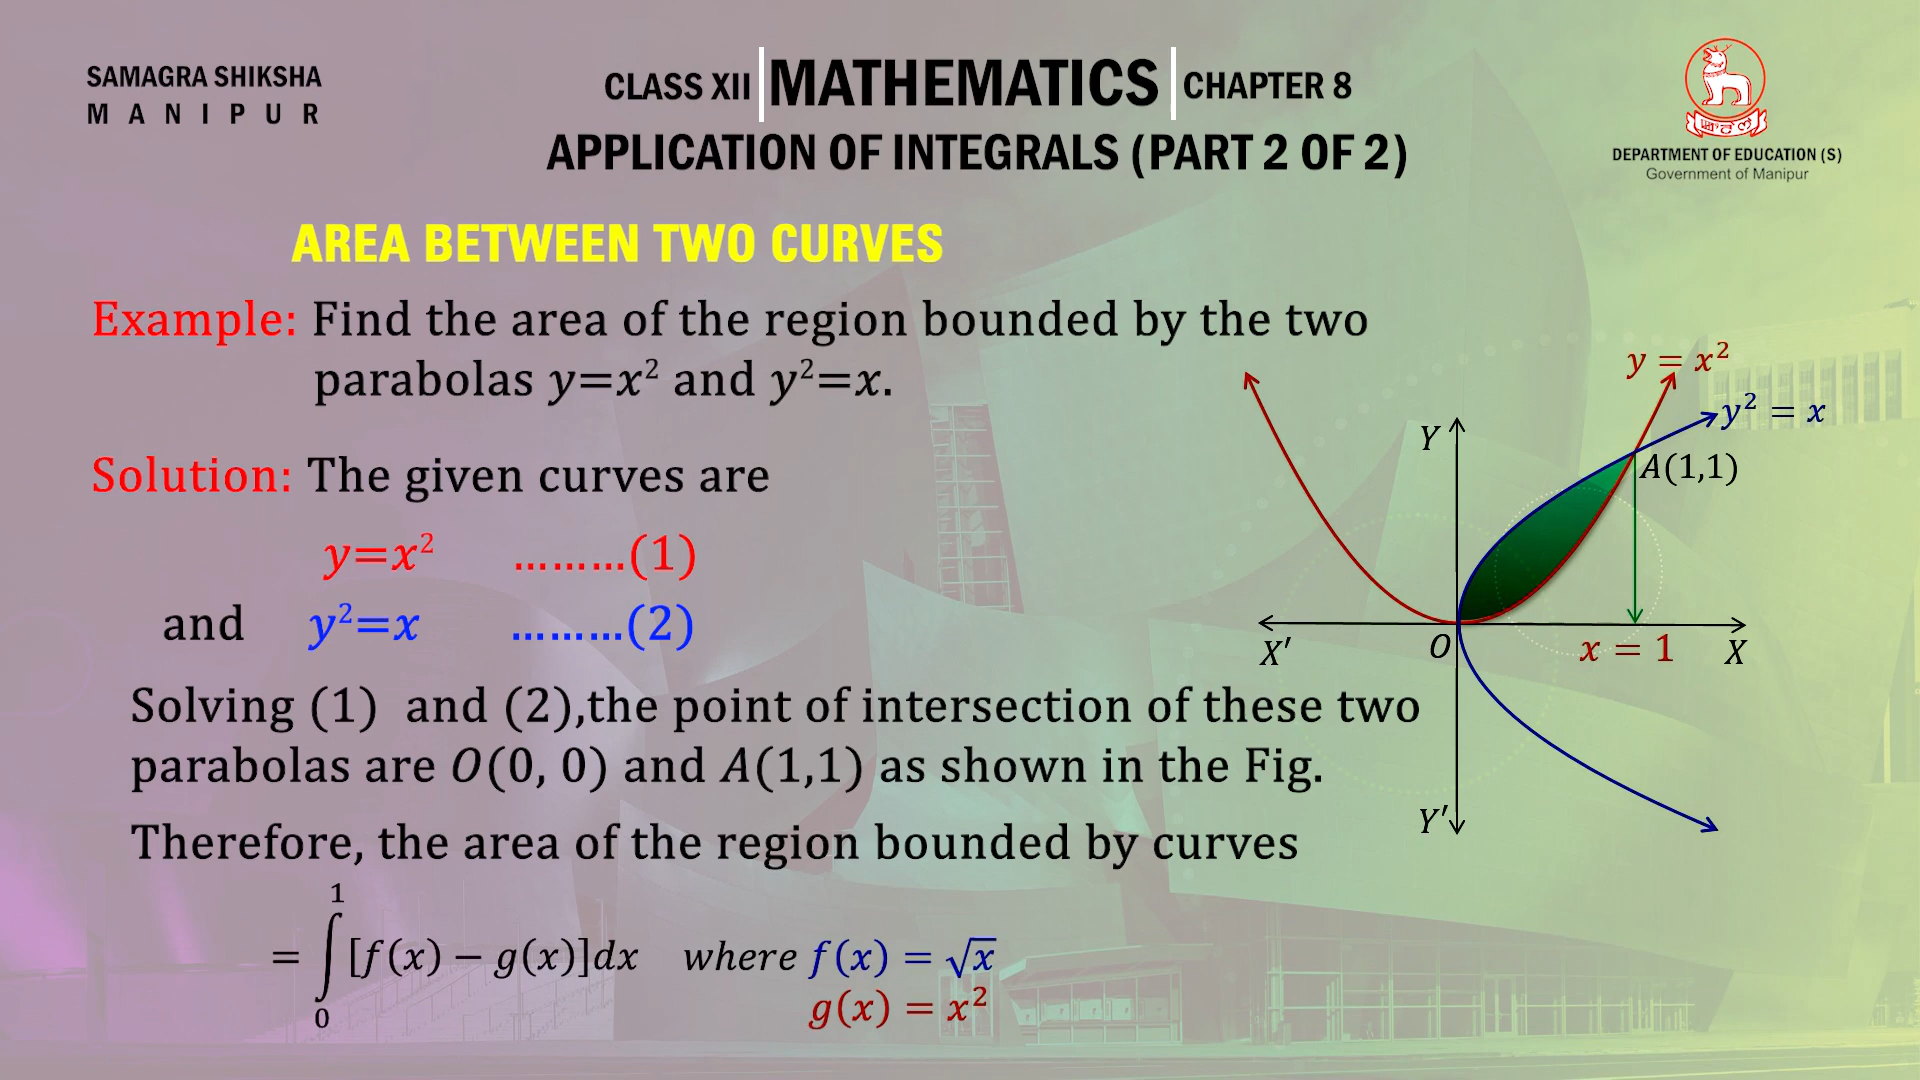 SAMAGRA SHIKSHA
MANIPUR
CLASS XII MATHEMATICS CHAPTER 8
APPLICATION OF INTEGRALS (PART 2 OF 2)
DEPARTMENT OF EDUCATION (S)
Government of Manipur
AREA BETWEEN TWO CURVES
Example: Find the area of the region bounded by the two
parabolas y=x² and y²=x.
Solution: The given curves are
y=x² ………(1)
and y²=x ………(2)
Solving (1) and (2),the point of intersection of these two
parabolas are O(0, 0) and A(1,1) as shown in the Fig.
Therefore, the area of the region bounded by curves
= ∫₀¹ [f(x) − g(x)]dx where f(x) = √x
g(x) = x²
y = x²
y² = x
Y
A(1,1)
X′
O
x = 1
X
Y′